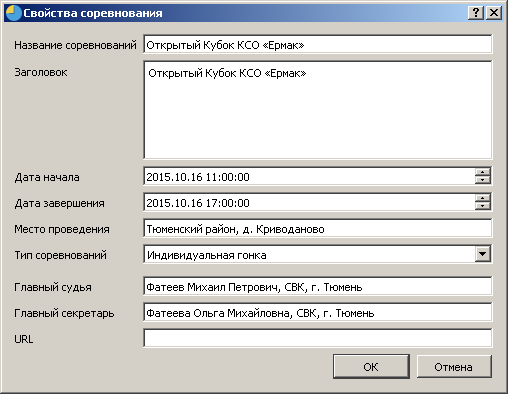 Свойства соревнования
Название соревнований Открытый Кубок КСО «Ермак»
Заголовок Открытый Кубок КСО «Ермак»
Дата начала 2015.10.16 11:00:00
Дата завершения 2015.10.16 17:00:00
Место проведения Тюменский район, д. Криводаново
Тип соревнований Индивидуальная гонка
Главный судья Фатеев Михаил Петрович, СВК, г. Тюмень
Главный секретарь Фатеева Ольга Михайловна, СВК, г. Тюмень
URL
OK Отмена